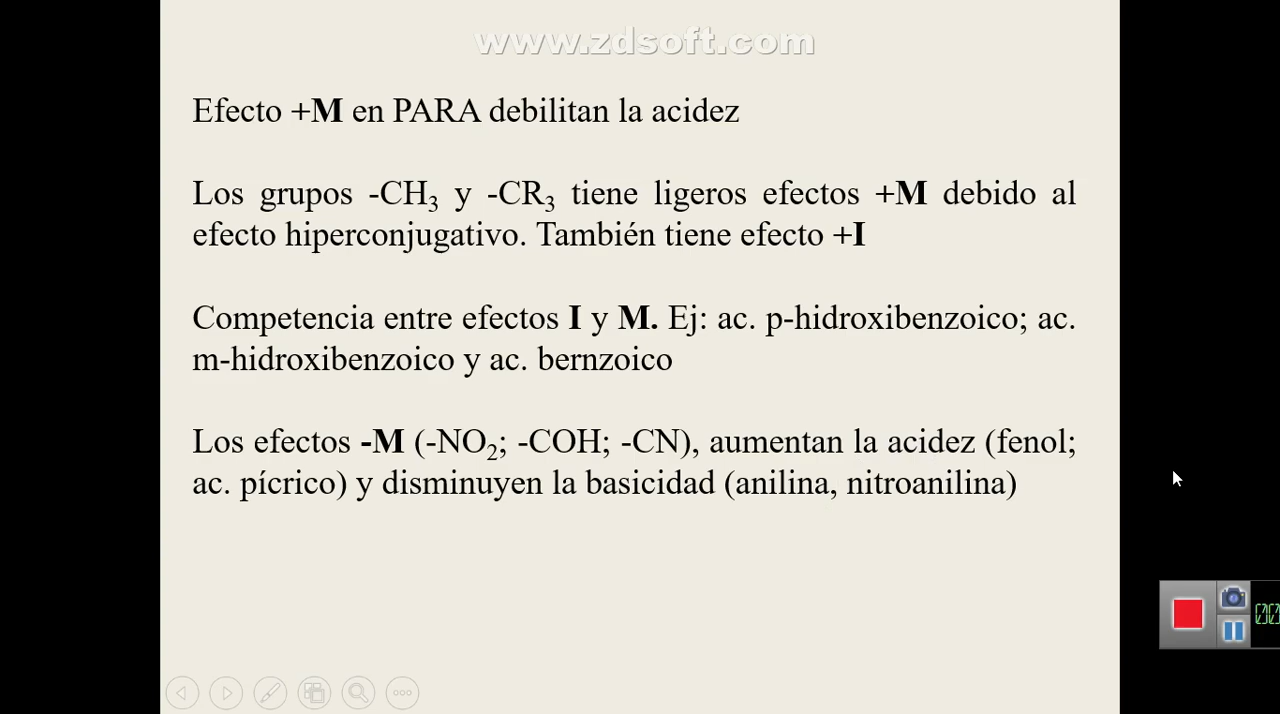 www.zdsoft.com
Efecto +M en PARA debilitan la acidez
Los grupos -CH₃ y -CR₃ tiene ligeros efectos +M debido al
efecto hiperconjugativo. También tiene efecto +I
Competencia entre efectos I y M. Ej: ac. p-hidroxibenzoico; ac.
m-hidroxibenzoico y ac. bernzoico
Los efectos -M (-NO₂; -COH; -CN), aumentan la acidez (fenol;
ac. pícrico) y disminuyen la basicidad (anilina, nitroanilina)